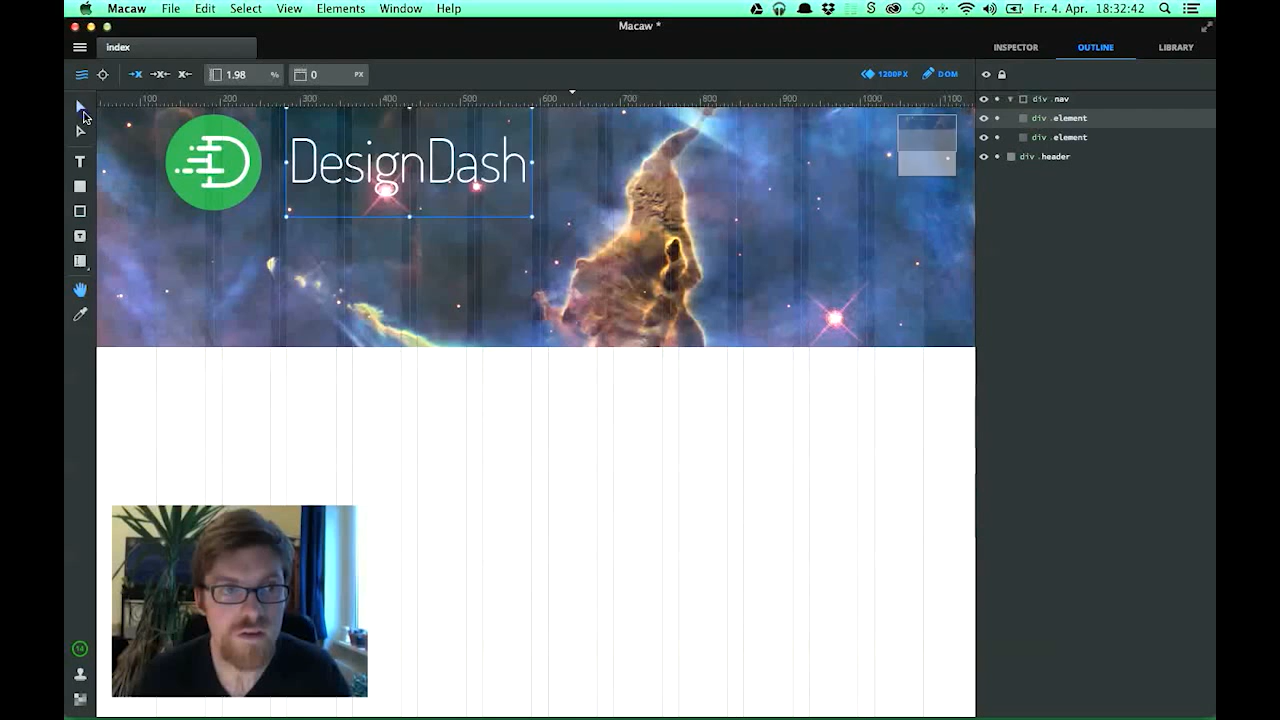 Macaw File Edit Select View Elements Window Help Fr. 4. Apr. 18:32:42
Macaw *
index INSPECTOR OUTLINE LIBRARY
1.98 % 0 PX 1200PX DOM
100 200 300 400 500 600 700 800 900 1000 1100
div.nav
div.element
div.element
div.header
T
D DesignDash
T
14